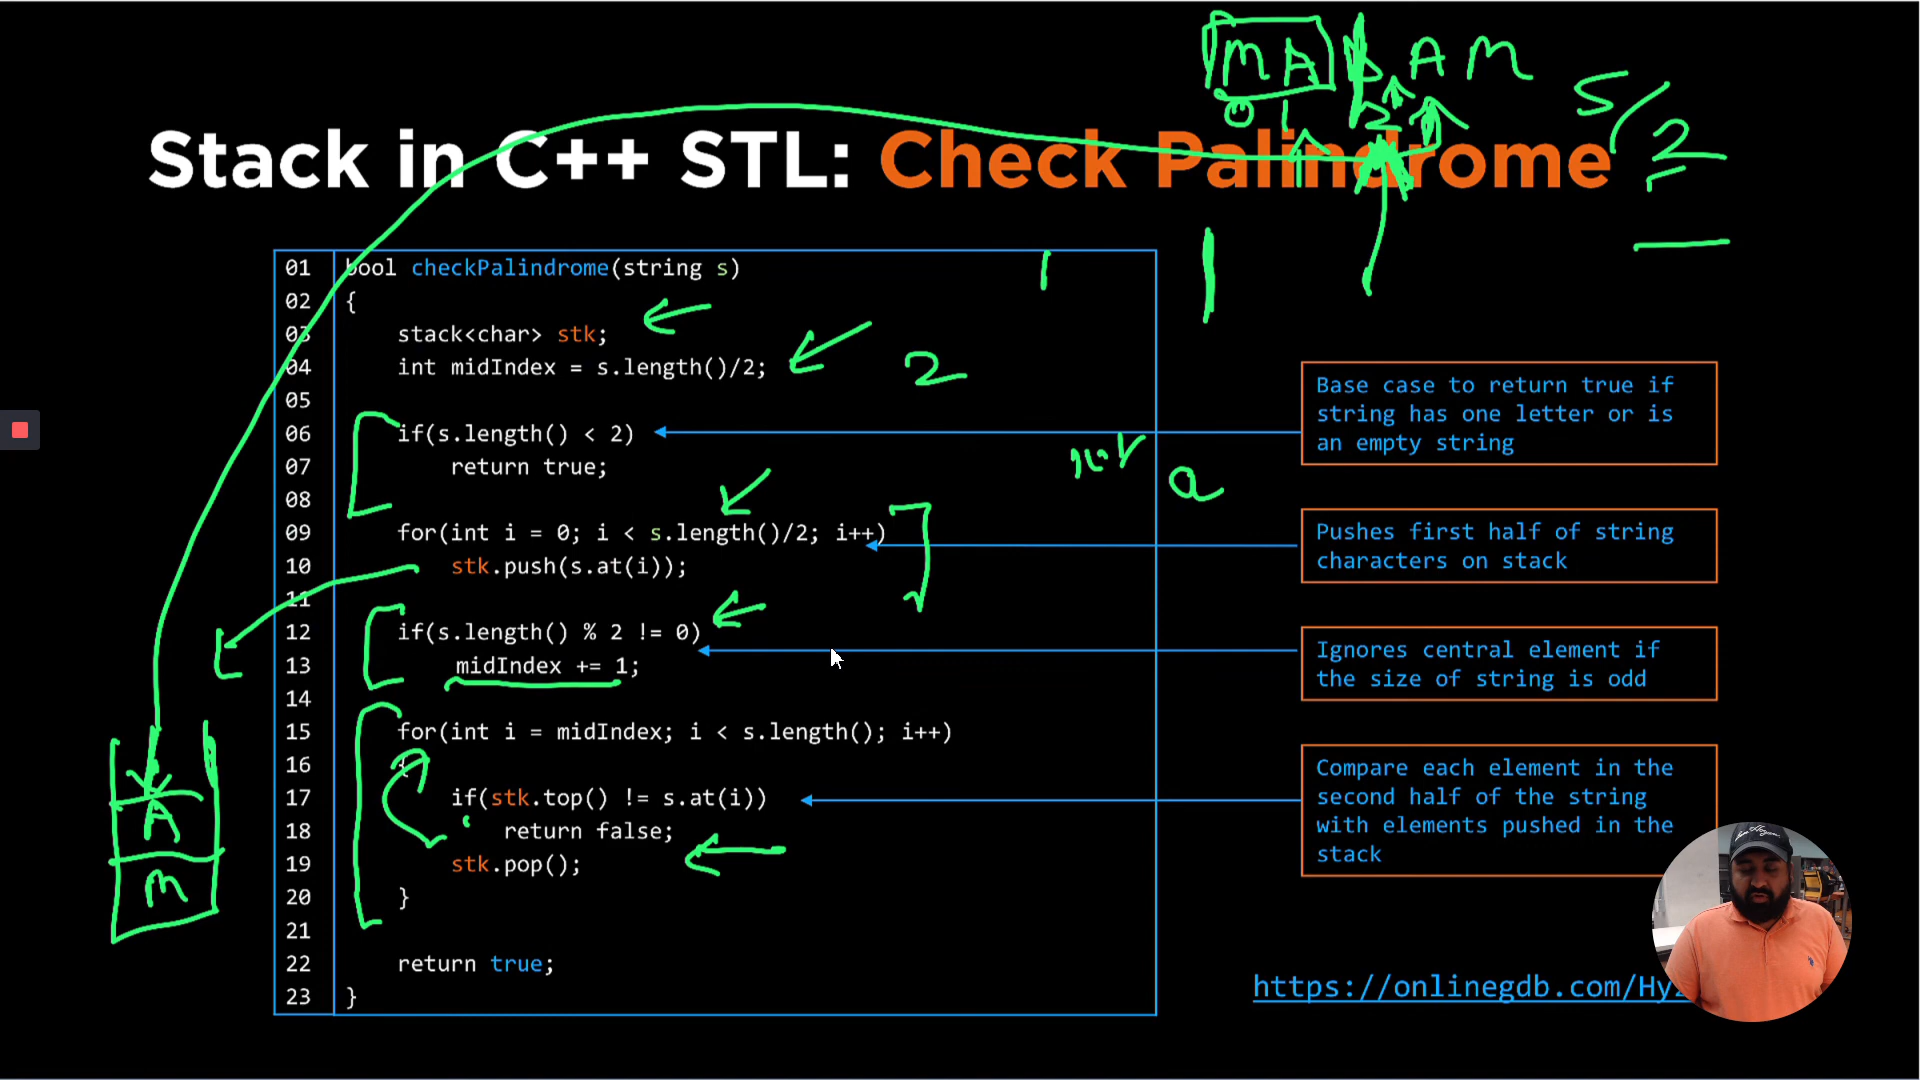 MADAM
0 1 2
5/2
Stack in C++ STL: Check Palindrome
01 bool checkPalindrome(string s)
02 {
03 stack<char> stk;
04 int midIndex = s.length()/2;
2
05
06 if(s.length() < 2)
07 return true;
08
09 for(int i = 0; i < s.length()/2; i++)
10 stk.push(s.at(i));
11
12 if(s.length() % 2 != 0)
13 midIndex += 1;
14
15 for(int i = midIndex; i < s.length(); i++)
16 {
17 if(stk.top() != s.at(i))
18 return false;
19 stk.pop();
20 }
21
22 return true;
23 }
Base case to return true if
string has one letter or is
an empty string
a
Pushes first half of string
characters on stack
Ignores central element if
the size of string is odd
Compare each element in the
second half of the string
with elements pushed in the
stack
A
M
https://onlinegdb.com/Hy